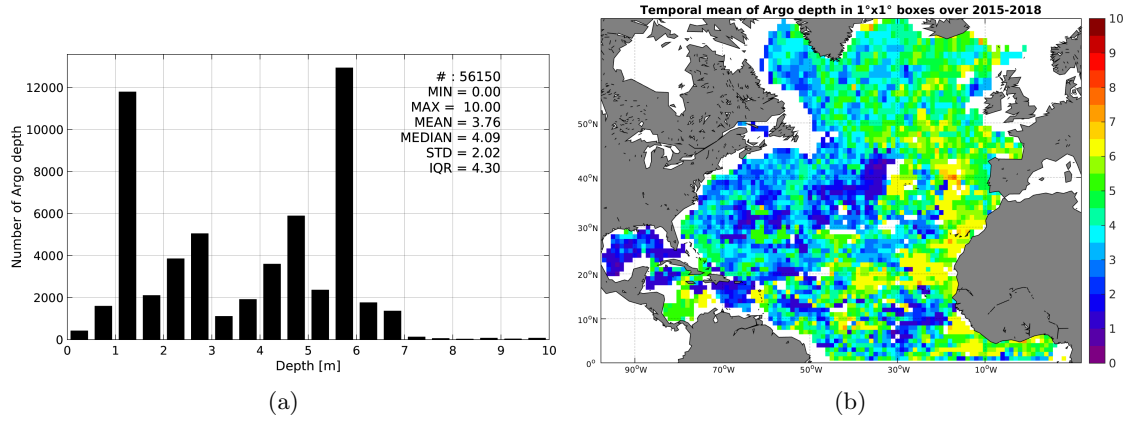 # : 56150
MIN = 0.00
MAX = 10.00
MEAN = 3.76
MEDIAN = 4.09
STD = 2.02
IQR = 4.30
12000
10000
8000
6000
4000
2000
0
Number of Argo depth
0 1 2 3 4 5 6 7 8 9 10
Depth [m]
(a)
Temporal mean of Argo depth in 1°x1° boxes over 2015-2018
50°N
40°N
30°N
20°N
10°N
0°
90°W 70°W 50°W 30°W 10°W
10
9
8
7
6
5
4
3
2
1
0
(b)